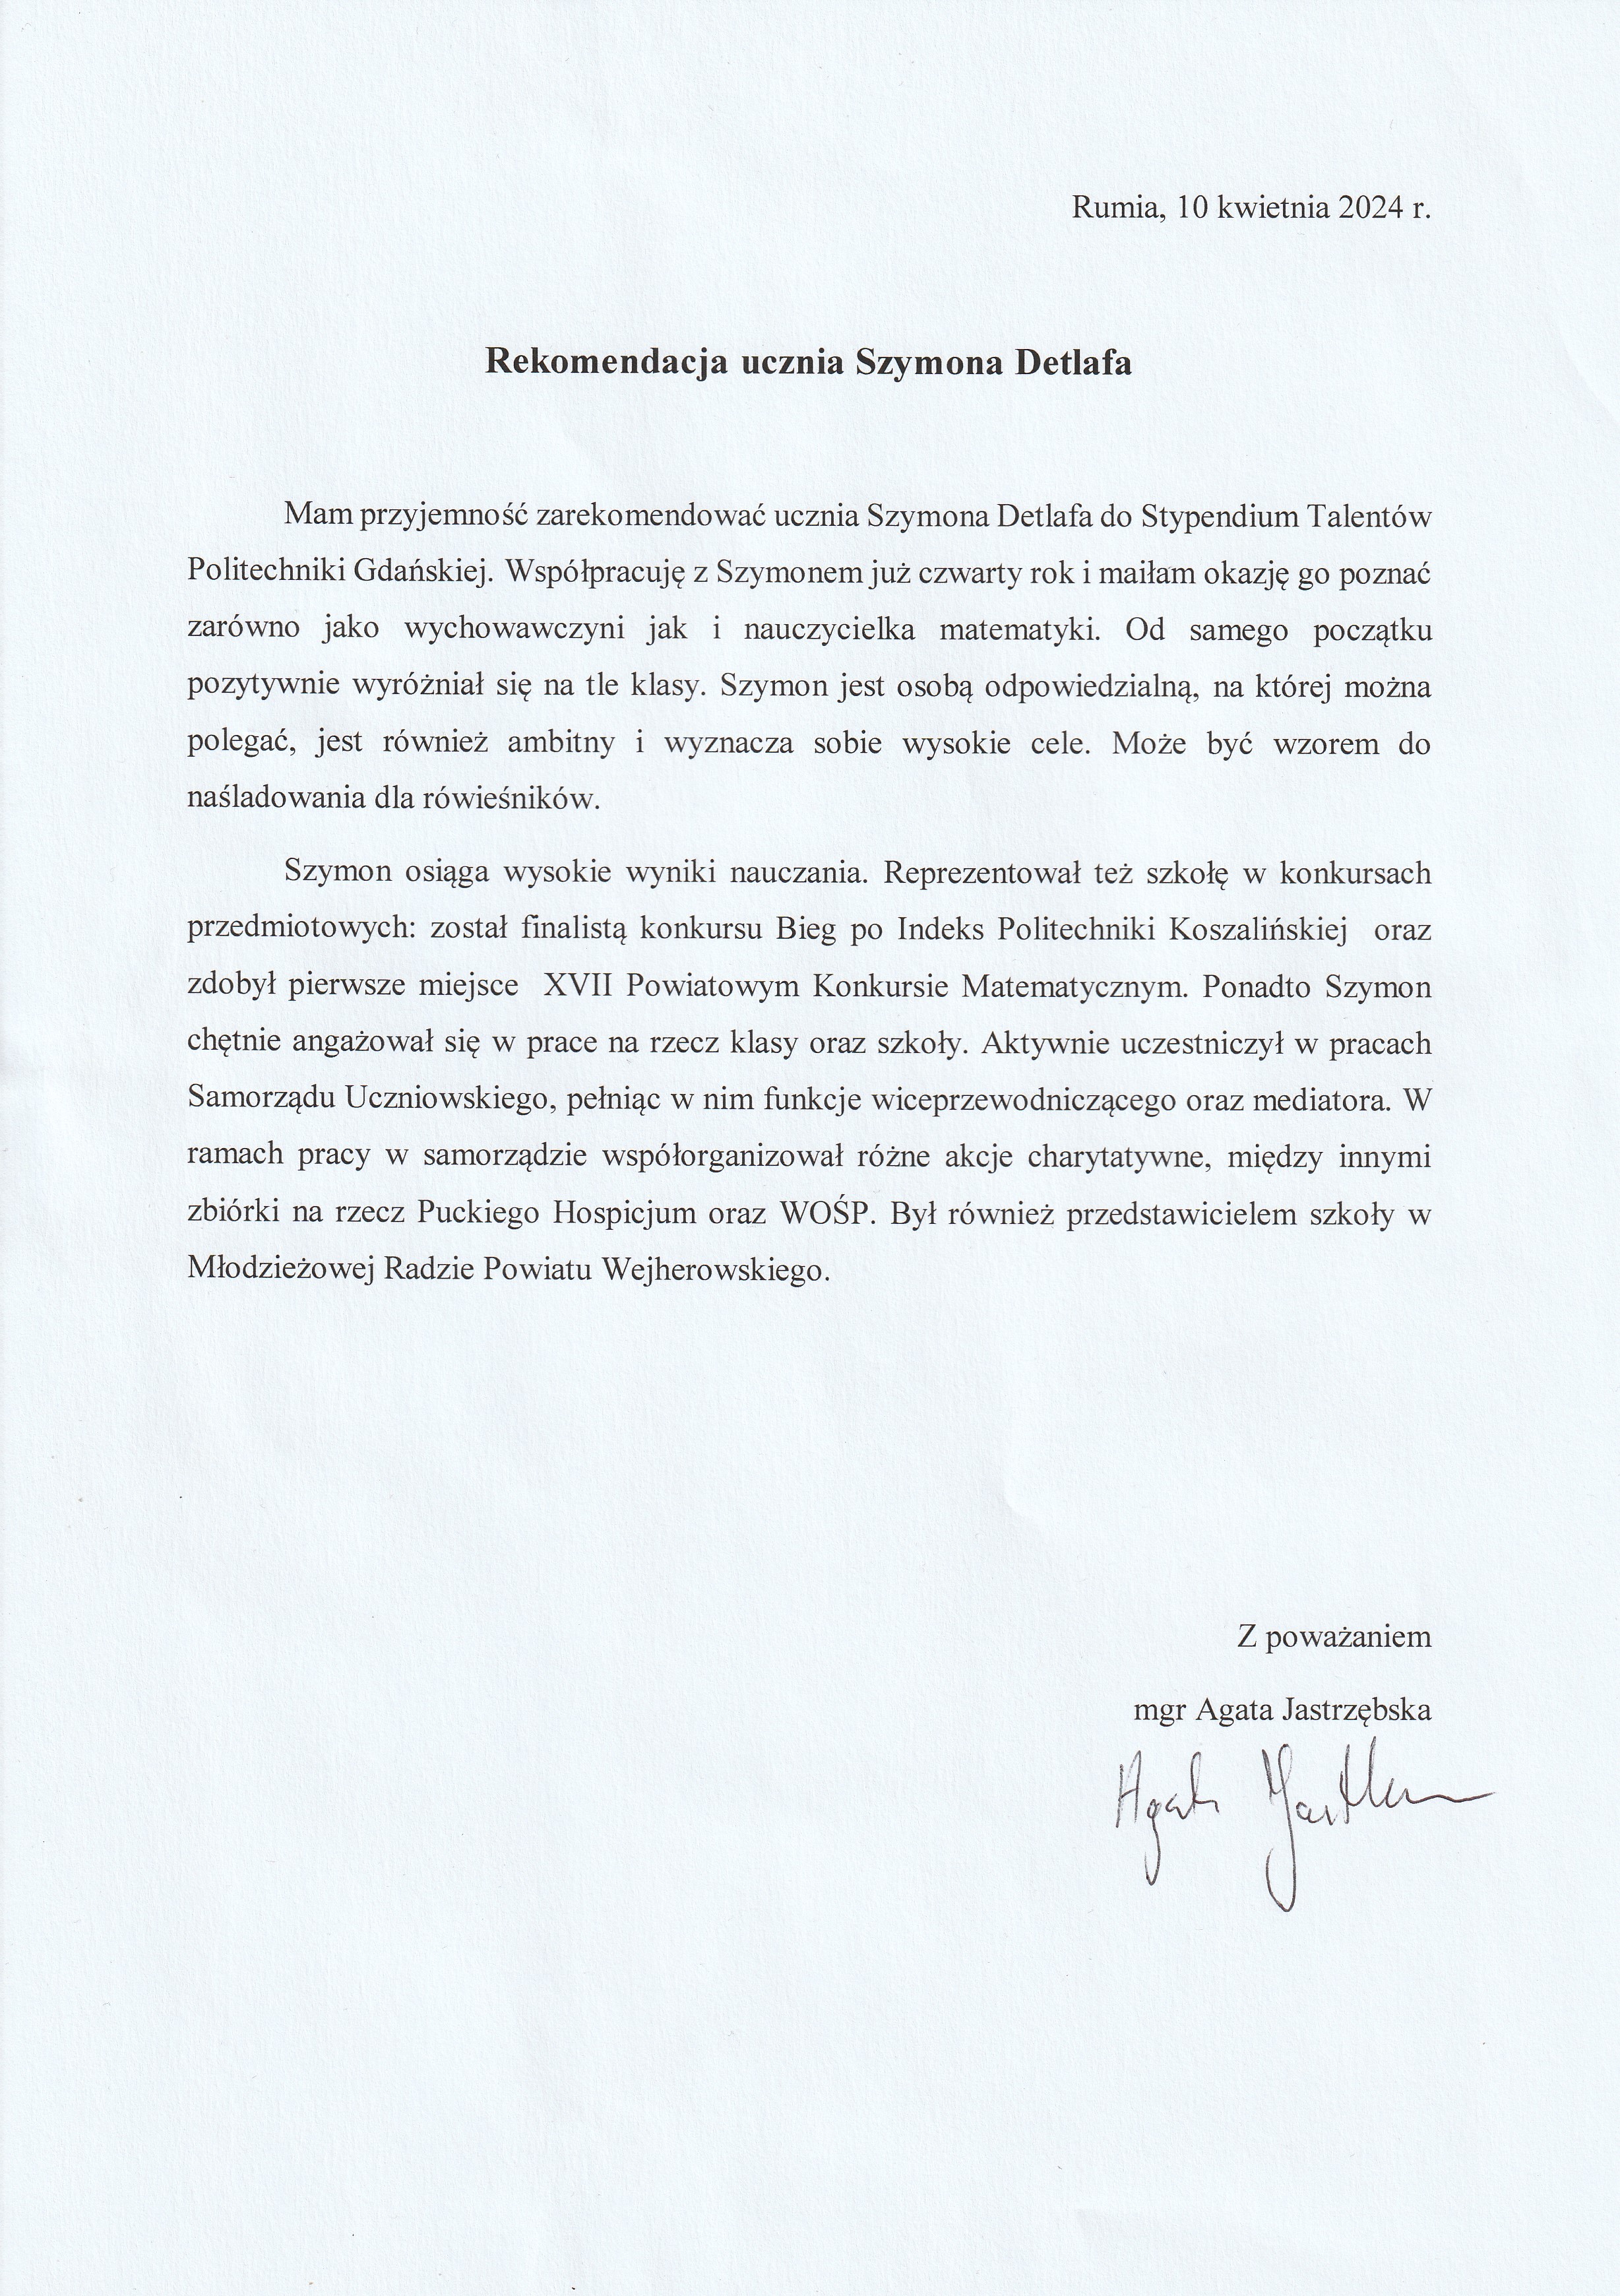 Rumia, 10 kwietnia 2024 r.
Rekomendacja ucznia Szymona Detlafa
Mam przyjemność zarekomendować ucznia Szymona Detlafa do Stypendium Talentów
Politechniki Gdańskiej. Współpracuję z Szymonem już czwarty rok i maiłam okazję go poznać
zarówno jako wychowawczyni jak i nauczycielka matematyki. Od samego początku
pozytywnie wyróżniał się na tle klasy. Szymon jest osobą odpowiedzialną, na której można
polegać, jest również ambitny i wyznacza sobie wysokie cele. Może być wzorem do
naśladowania dla rówieśników.
Szymon osiąga wysokie wyniki nauczania. Reprezentował też szkołę w konkursach
przedmiotowych: został finalistą konkursu Bieg po Indeks Politechniki Koszalińskiej oraz
zdobył pierwsze miejsce XVII Powiatowym Konkursie Matematycznym. Ponadto Szymon
chętnie angażował się w prace na rzecz klasy oraz szkoły. Aktywnie uczestniczył w pracach
Samorządu Uczniowskiego, pełniąc w nim funkcje wiceprzewodniczącego oraz mediatora. W
ramach pracy w samorządzie współorganizował różne akcje charytatywne, między innymi
zbiórki na rzecz Puckiego Hospicjum oraz WOŚP. Był również przedstawicielem szkoły w
Młodzieżowej Radzie Powiatu Wejherowskiego.
Z poważaniem
mgr Agata Jastrzębska
Agata